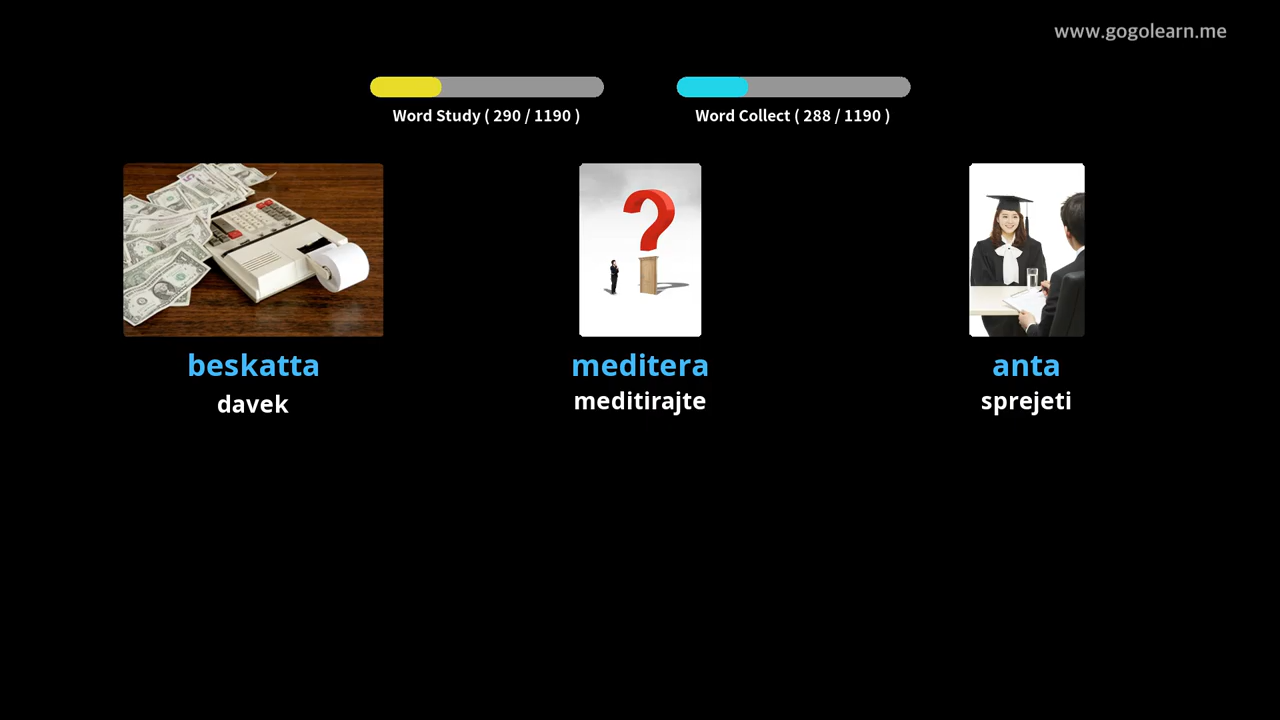 www.gogolearn.me
Word Study ( 290 / 1190 )
Word Collect ( 288 / 1190 )
beskatta
davek
meditera
meditirajte
anta
sprejeti